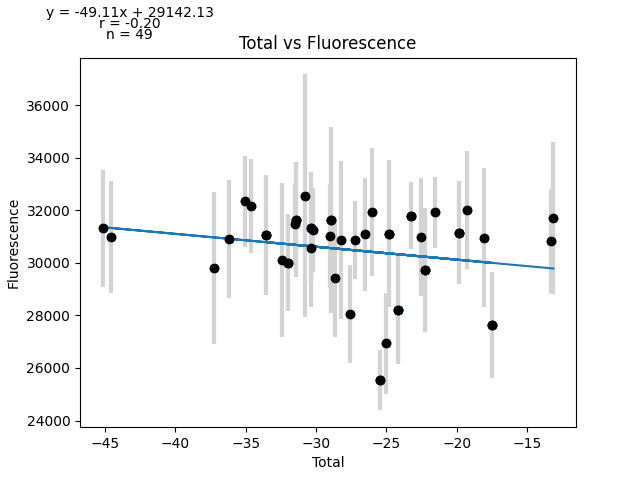 y = -49.11x + 29142.13
r = -0.20
n = 49
Total vs Fluorescence
Fluorescence
36000
34000
32000
30000
28000
26000
24000
−45
−40
−35
−30
−25
−20
−15
Total